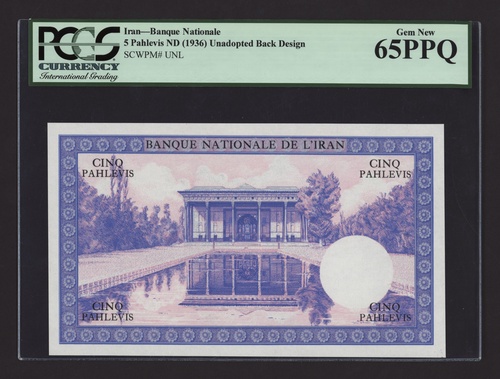 PCGS
CURRENCY
International Grading
Iran—Banque Nationale
5 Pahlevis ND (1936) Unadopted Back Design
SCWPM# UNL
Gem New
65PPQ
BANQUE NATIONALE DE L'IRAN
CINQ
PAHLEVIS
CINQ
PAHLEVIS
CINQ
PAHLEVIS
CINQ
PAHLEVIS